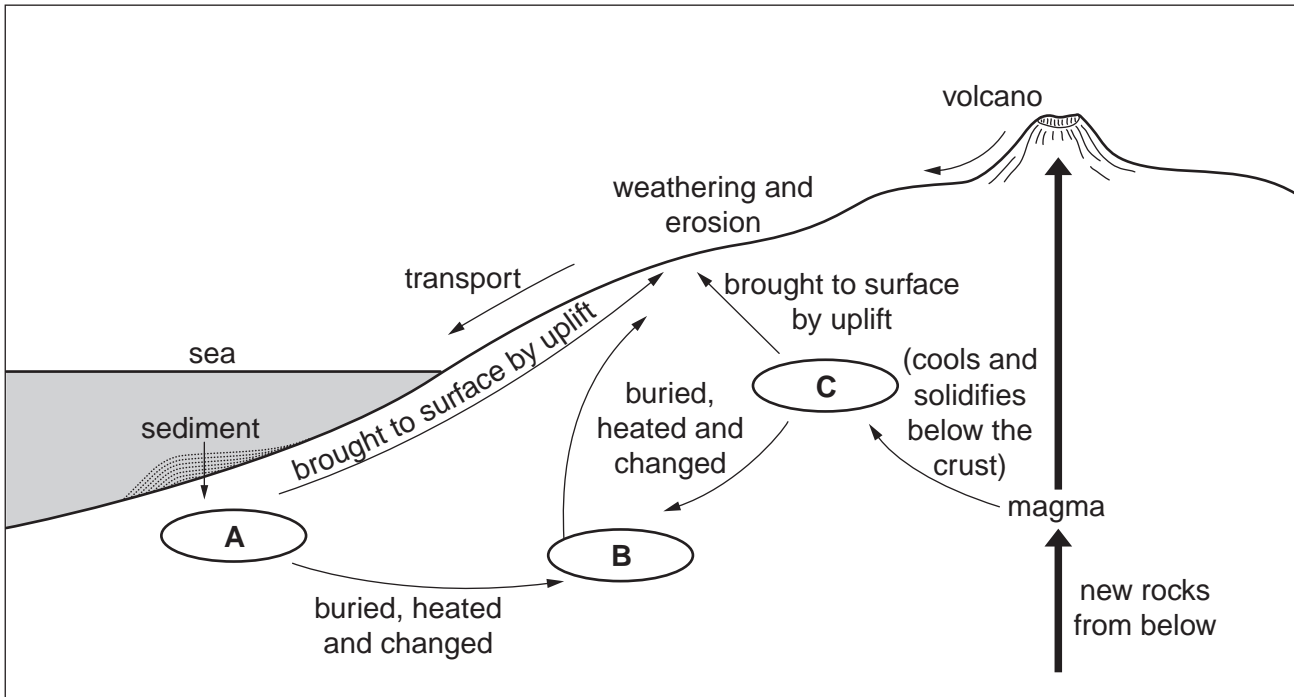 volcano
weathering and
erosion
transport
brought to surface
by uplift
sea
brought to surface by uplift
(cools and
solidifies
below the
crust)
C
buried,
heated and
changed
sediment
magma
A
B
buried, heated
and changed
new rocks
from below